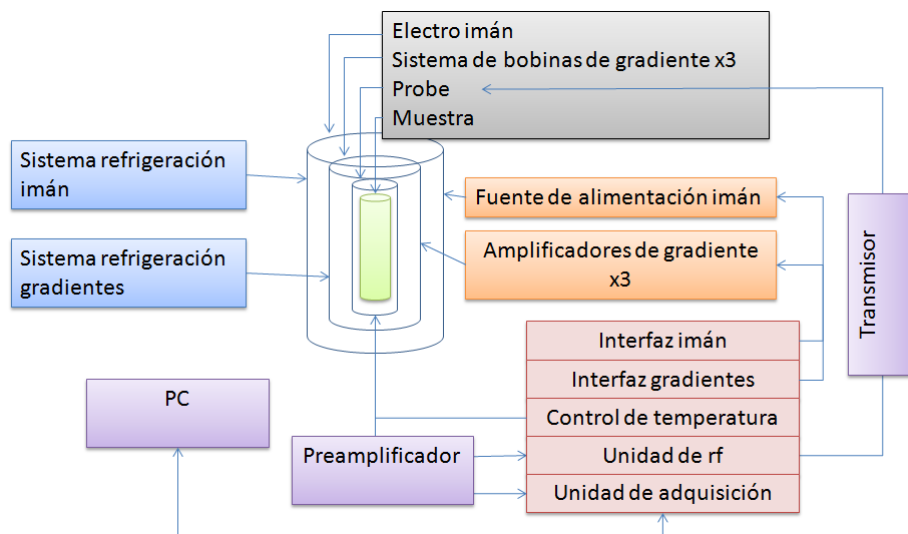 Electro imán
Sistema de bobinas de gradiente x3
Probe
Muestra
Sistema refrigeración
imán
Fuente de alimentación imán
Sistema refrigeración
gradientes
Amplificadores de gradiente
x3
Transmisor
Interfaz imán
Interfaz gradientes
Control de temperatura
Unidad de rf
Unidad de adquisición
PC
Preamplificador